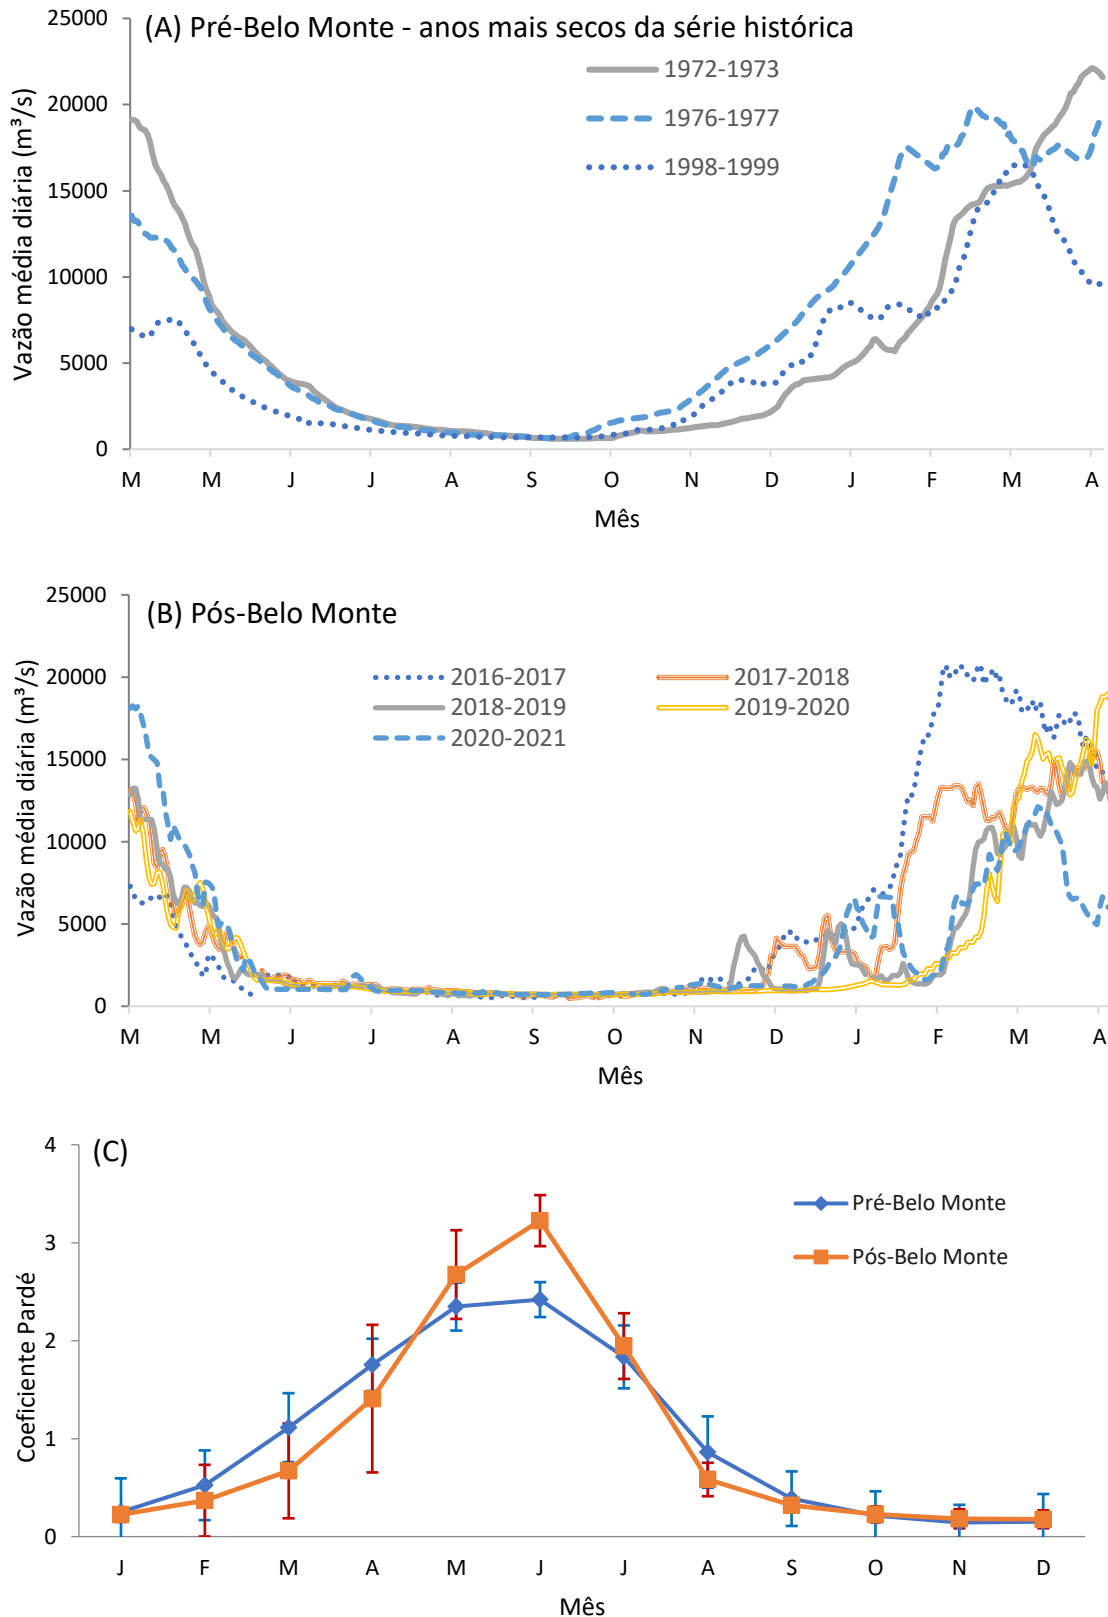 (A) Pré-Belo Monte - anos mais secos da série histórica
1972-1973
1976-1977
1998-1999
Vazão média diária (m³/s)
25000
20000
15000
10000
5000
0
M M J J A S O N D J F M A
Mês
(B) Pós-Belo Monte
2016-2017 2017-2018
2018-2019 2019-2020
2020-2021
Vazão média diária (m³/s)
25000
20000
15000
10000
5000
0
M M J J A S O N D J F M A
Mês
(C)
Pré-Belo Monte
Pós-Belo Monte
Coeficiente Pardé
4
3
2
1
0
J F M A M J J A S O N D
Mês